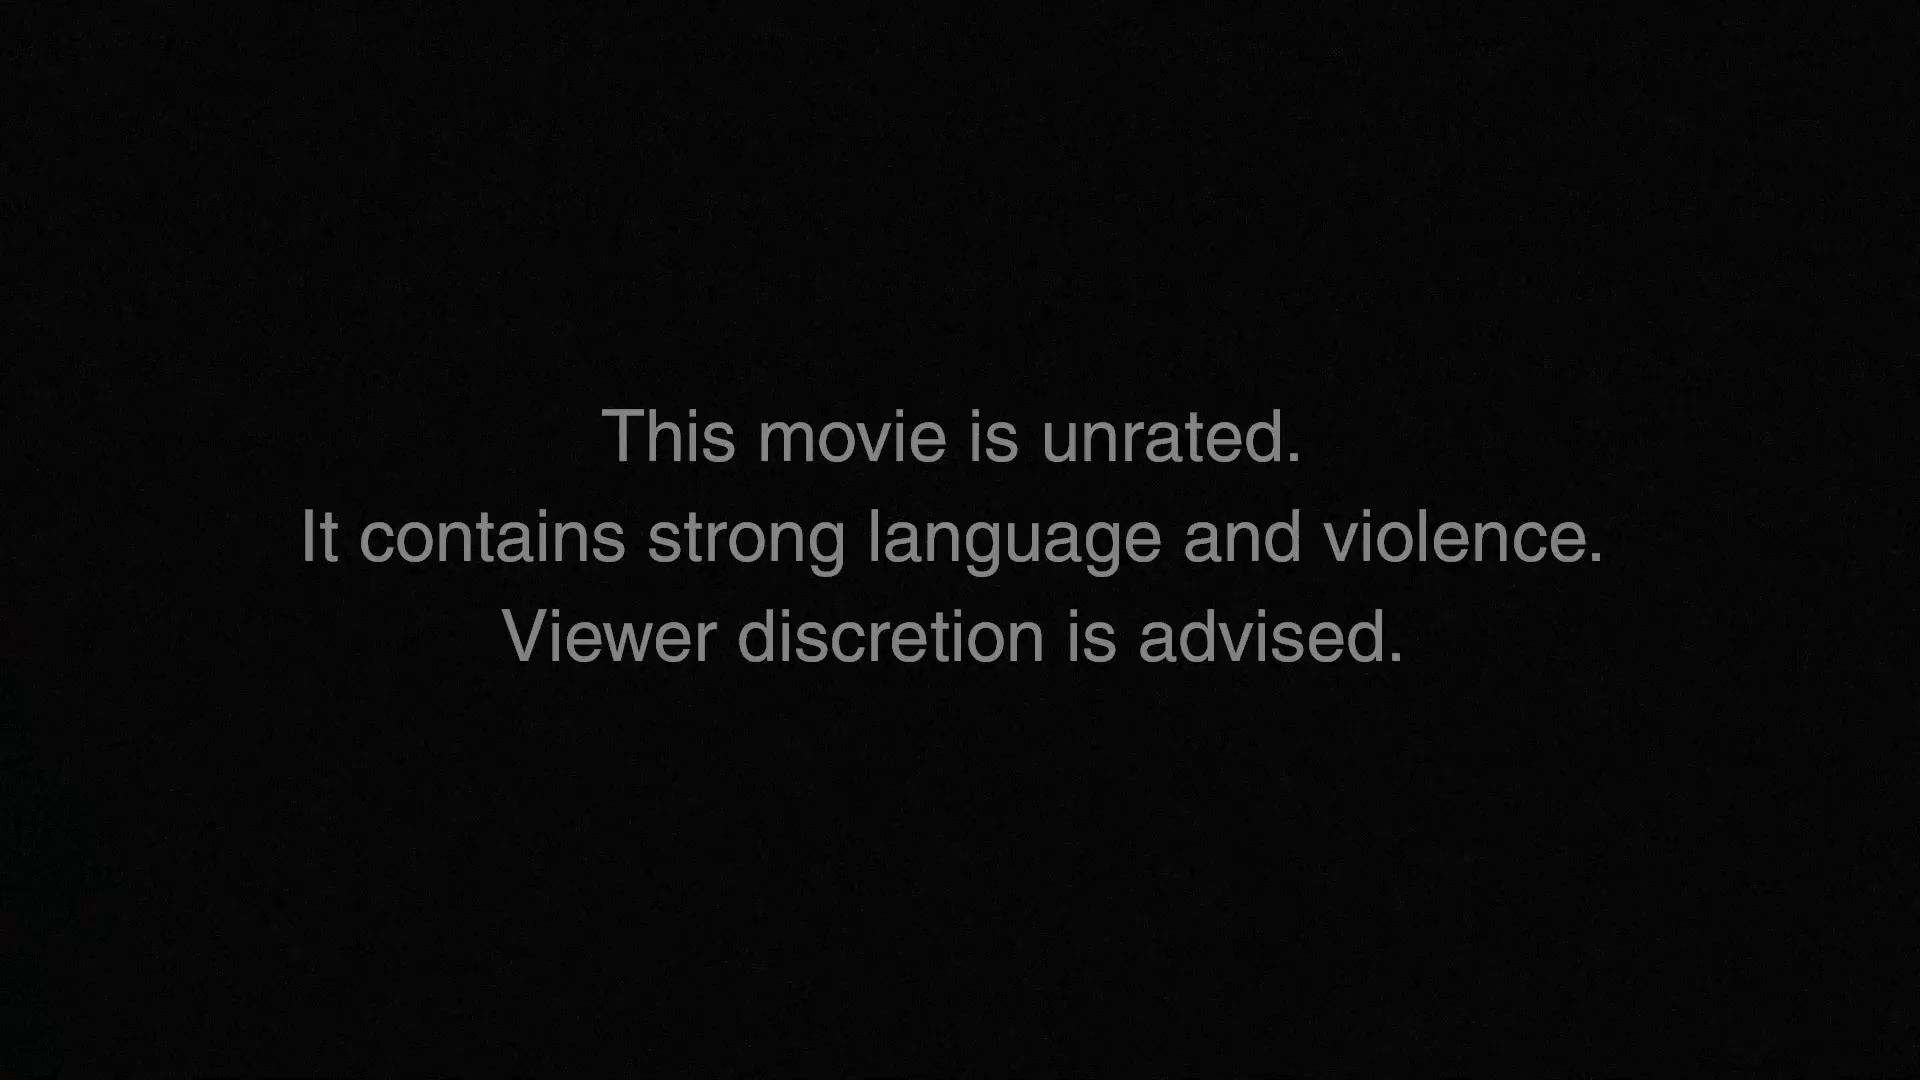 This movie is unrated.
It contains strong language and violence.
Viewer discretion is advised.